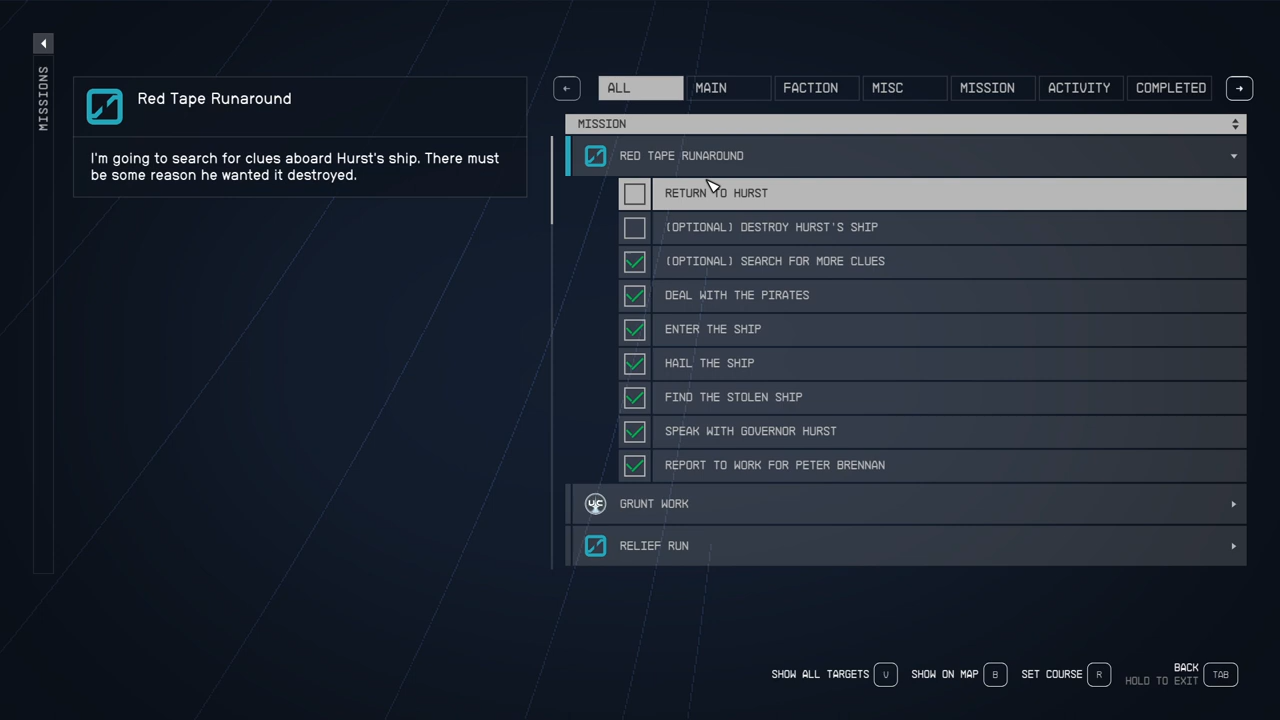 MISSIONS
Red Tape Runaround
I'm going to search for clues aboard Hurst's ship. There must
be some reason he wanted it destroyed.
ALL MAIN FACTION MISC MISSION ACTIVITY COMPLETED
MISSION
RED TAPE RUNAROUND
RETURN TO HURST
(OPTIONAL) DESTROY HURST'S SHIP
(OPTIONAL) SEARCH FOR MORE CLUES
DEAL WITH THE PIRATES
ENTER THE SHIP
HAIL THE SHIP
FIND THE STOLEN SHIP
SPEAK WITH GOVERNOR HURST
REPORT TO WORK FOR PETER BRENNAN
UC GRUNT WORK
RELIEF RUN
SHOW ALL TARGETS V SHOW ON MAP B SET COURSE R BACK TAB
HOLD TO EXIT